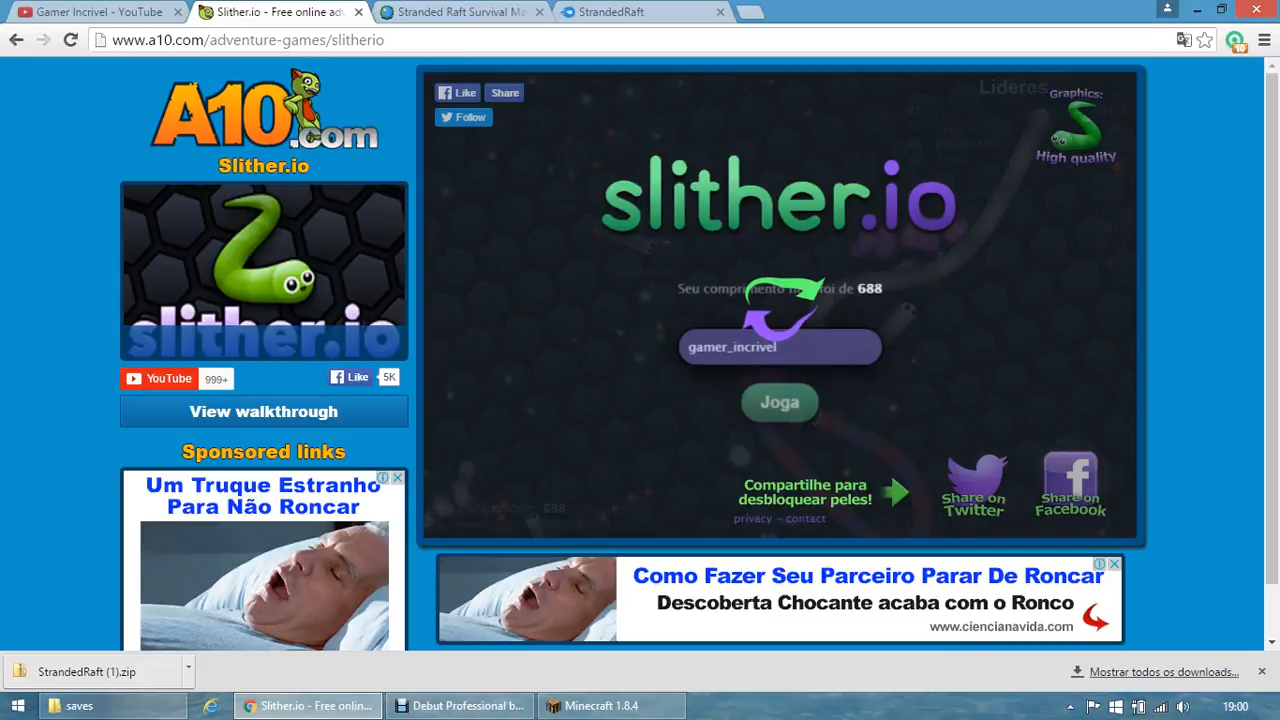 Gamer Incrivel - YouTube
Slither.io - Free online adv
Stranded Raft Survival Ma
StrandedRaft
www.a10.com/adventure-games/slitherio
10
A10.com
Slither.io
slither.io
YouTube 999+
Like 5K
View walkthrough
Sponsored links
Um Truque Estranho
Para Não Roncar
Like Share
Follow
Lideres
Graphics:
High quality
slither.io
Seu comprimento foi de 688
gamer_incrivel
Joga
Compartilhe para
desbloquear peles!
privacy - contact
Share on
Twitter
Share on
Facebook
688
Como Fazer Seu Parceiro Parar De Roncar
Descoberta Chocante acaba com o Ronco
www.ciencianavida.com
StrandedRaft (1).zip
Mostrar todos os downloads...
saves
Slither.io - Free onlin...
Debut Professional b...
Minecraft 1.8.4
19:00